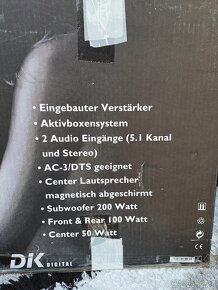 • Eingebauter Verstärker
• Aktivboxensystem
• 2 Audio Eingänge (5.1 Kanal
und Stereo)
• AC-3/DTS geeignet
• Center Lautsprecher
magnetisch abgeschirmt
• Subwoofer 200 Watt
• Front & Rear 100 Watt
• Center 50 Watt
DiK DIGITAL